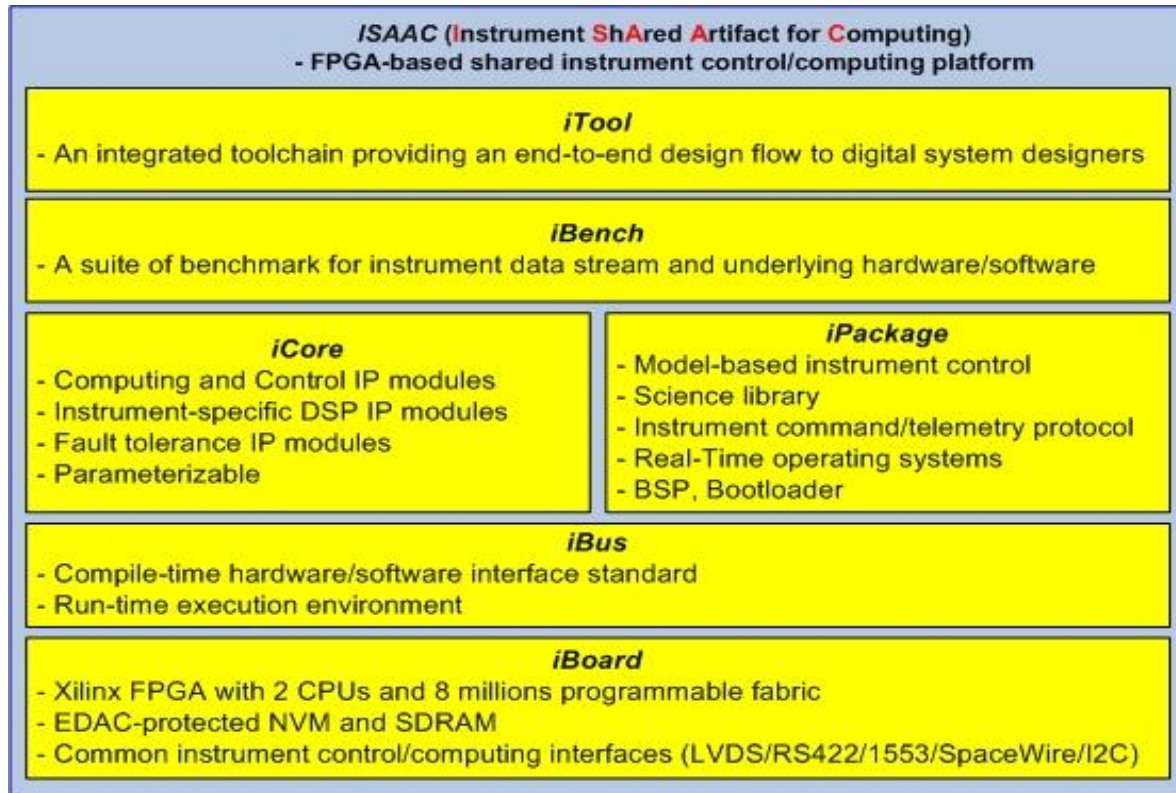 ISAAC (Instrument ShAred Artifact for Computing)
- FPGA-based shared instrument control/computing platform
iTool
- An integrated toolchain providing an end-to-end design flow to digital system designers
iBench
- A suite of benchmark for instrument data stream and underlying hardware/software
iCore
- Computing and Control IP modules
- Instrument-specific DSP IP modules
- Fault tolerance IP modules
- Parameterizable
iPackage
- Model-based instrument control
- Science library
- Instrument command/telemetry protocol
- Real-Time operating systems
- BSP, Bootloader
iBus
- Compile-time hardware/software interface standard
- Run-time execution environment
iBoard
- Xilinx FPGA with 2 CPUs and 8 millions programmable fabric
- EDAC-protected NVM and SDRAM
- Common instrument control/computing interfaces (LVDS/RS422/1553/SpaceWire/I2C)